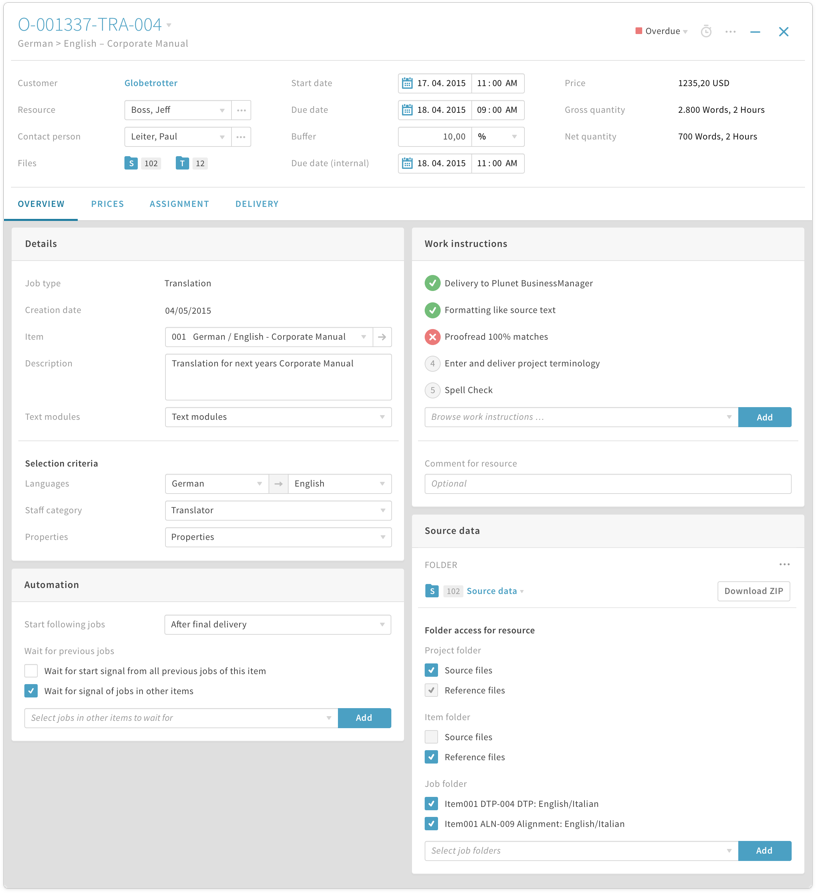 O-001337-TRA-004
Overdue
German > English – Corporate Manual
Customer
Globetrotter
Resource
Boss, Jeff
Contact person
Leiter, Paul
Files
S 102 T 12
Start date
17. 04. 2015 11 : 00 AM
Due date
18. 04. 2015 09 : 00 AM
Buffer
10,00 %
Due date (internal)
18. 04. 2015 11 : 00 AM
Price
1235,20 USD
Gross quantity
2.800 Words, 2 Hours
Net quantity
700 Words, 2 Hours
OVERVIEW PRICES ASSIGNMENT DELIVERY
Details
Job type
Translation
Creation date
04/05/2015
Item
001 German / English - Corporate Manual
Description
Translation for next years Corporate Manual
Text modules
Text modules
Selection criteria
Languages
German English
Staff category
Translator
Properties
Properties
Automation
Start following jobs
After final delivery
Wait for previous jobs
Wait for start signal from all previous jobs of this item
Wait for signal of jobs in other items
Select jobs in other items to wait for
Add
Work instructions
Delivery to Plunet BusinessManager
Formatting like source text
Proofread 100% matches
4 Enter and deliver project terminology
5 Spell Check
Browse work instructions ...
Add
Comment for resource
Optional
Source data
FOLDER
S 102 Source data
Download ZIP
Folder access for resource
Project folder
Source files
Reference files
Item folder
Source files
Reference files
Job folder
Item001 DTP-004 DTP: English/Italian
Item001 ALN-009 Alignment: English/Italian
Select job folders
Add